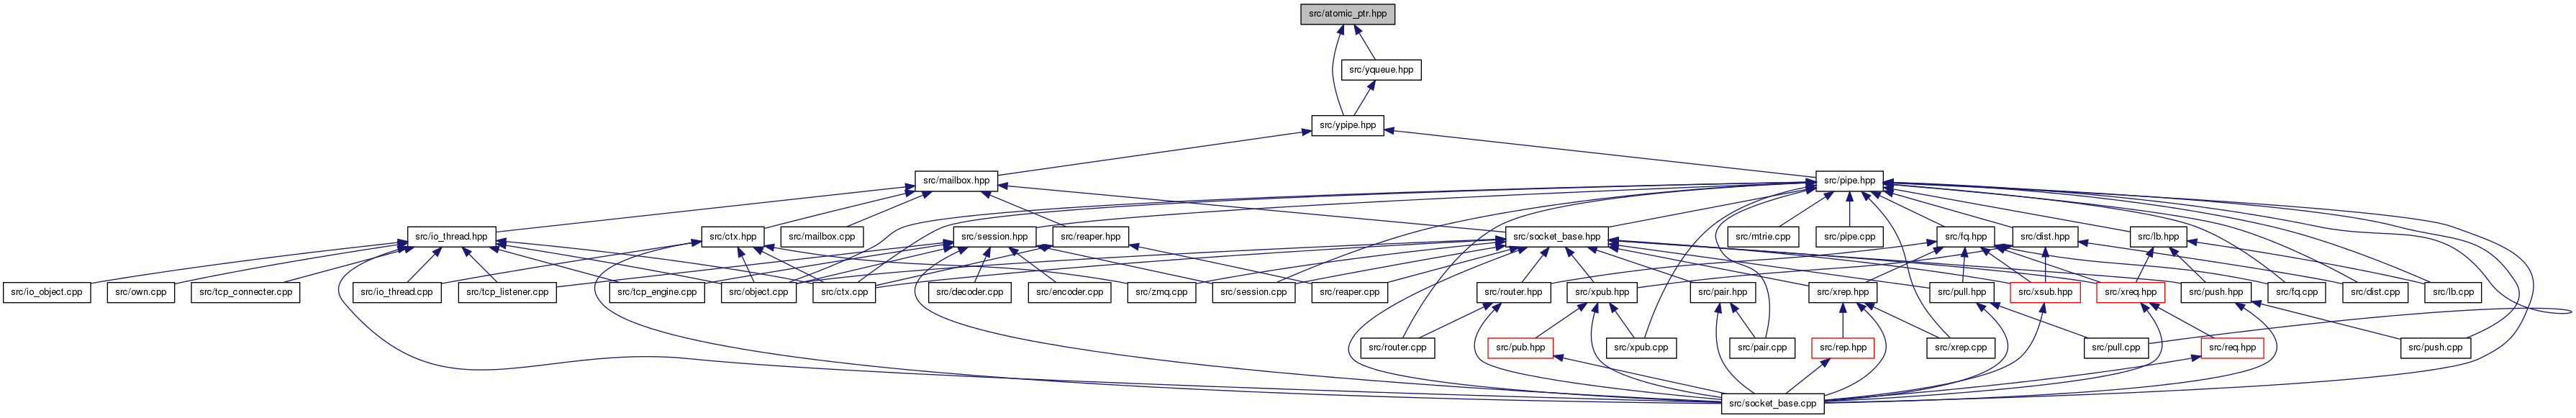 src/atomic_ptr.hpp
src/yqueue.hpp
src/ypipe.hpp
src/mailbox.hpp
src/pipe.hpp
src/io_thread.hpp
src/ctx.hpp
src/mailbox.cpp
src/session.hpp
src/reaper.hpp
src/socket_base.hpp
src/mtrie.cpp
src/pipe.cpp
src/fq.hpp
src/dist.hpp
src/lb.hpp
src/io_object.cpp
src/own.cpp
src/tcp_connecter.cpp
src/io_thread.cpp
src/tcp_listener.cpp
src/tcp_engine.cpp
src/object.cpp
src/ctx.cpp
src/decoder.cpp
src/encoder.cpp
src/zmq.cpp
src/session.cpp
src/reaper.cpp
src/router.hpp
src/xpub.hpp
src/pair.hpp
src/xrep.hpp
src/pull.hpp
src/xsub.hpp
src/xreq.hpp
src/push.hpp
src/fq.cpp
src/dist.cpp
src/lb.cpp
src/router.cpp
src/pub.hpp
src/xpub.cpp
src/pair.cpp
src/rep.hpp
src/xrep.cpp
src/pull.cpp
src/req.hpp
src/push.cpp
src/socket_base.cpp